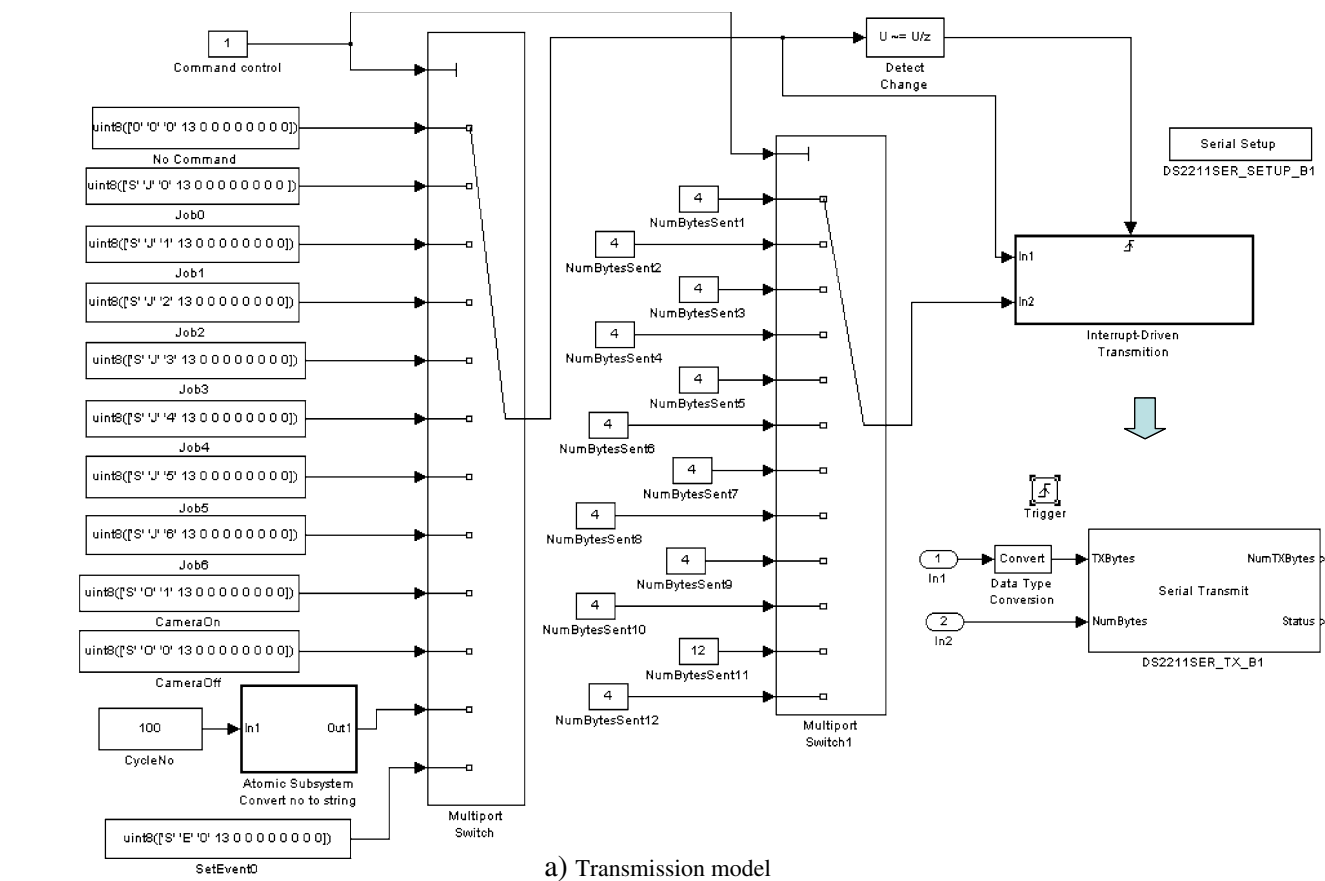 1
Command control
uint8(['0' '0' '0' 13 0 0 0 0 0 0 0 0])
No Command
uint8(['S' 'J' '0' 13 0 0 0 0 0 0 0 0 ])
Job0
uint8(['S' 'J' '1' 13 0 0 0 0 0 0 0 0])
Job1
uint8(['S' 'J' '2' 13 0 0 0 0 0 0 0 0])
Job2
uint8(['S' 'J' '3' 13 0 0 0 0 0 0 0 0])
Job3
uint8(['S' 'J' '4' 13 0 0 0 0 0 0 0 0])
Job4
uint8(['S' 'J' '5' 13 0 0 0 0 0 0 0 0])
Job5
uint8(['S' 'J' '6' 13 0 0 0 0 0 0 0 0])
Job6
uint8(['S' 'O' '1' 13 0 0 0 0 0 0 0 0])
CameraOn
uint8(['S' 'O' '0' 13 0 0 0 0 0 0 0 0])
CameraOff
100
CycleNo
In1
Out1
Atomic Subsystem
Convert no to string
uint8(['S' 'E' '0' 13 0 0 0 0 0 0 0 0])
SetEvent0
Multiport
Switch
4
NumBytesSent1
4
NumBytesSent2
4
NumBytesSent3
4
NumBytesSent4
4
NumBytesSent5
4
NumBytesSent6
4
NumBytesSent7
4
NumBytesSent8
4
NumBytesSent9
4
NumBytesSent10
12
NumBytesSent11
4
NumBytesSent12
Multiport
Switch1
U ~= U/z
Detect
Change
Serial Setup
DS2211SER_SETUP_B1
In1
In2
Interrupt-Driven
Transmition
Trigger
1
In1
Convert
Data Type
Conversion
2
In2
TXBytes
NumTXBytes
Serial Transmit
NumBytes
Status
DS2211SER_TX_B1
a) Transmission model